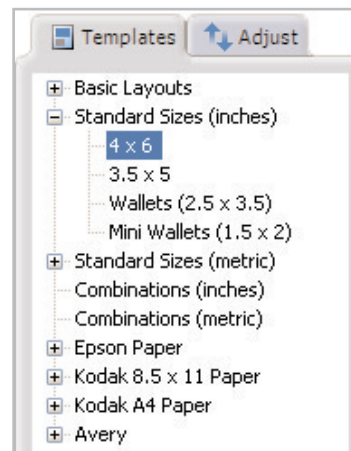 Templates Adjust
Basic Layouts
Standard Sizes (inches)
4 x 6
3.5 x 5
Wallets (2.5 x 3.5)
Mini Wallets (1.5 x 2)
Standard Sizes (metric)
Combinations (inches)
Combinations (metric)
Epson Paper
Kodak 8.5 x 11 Paper
Kodak A4 Paper
Avery